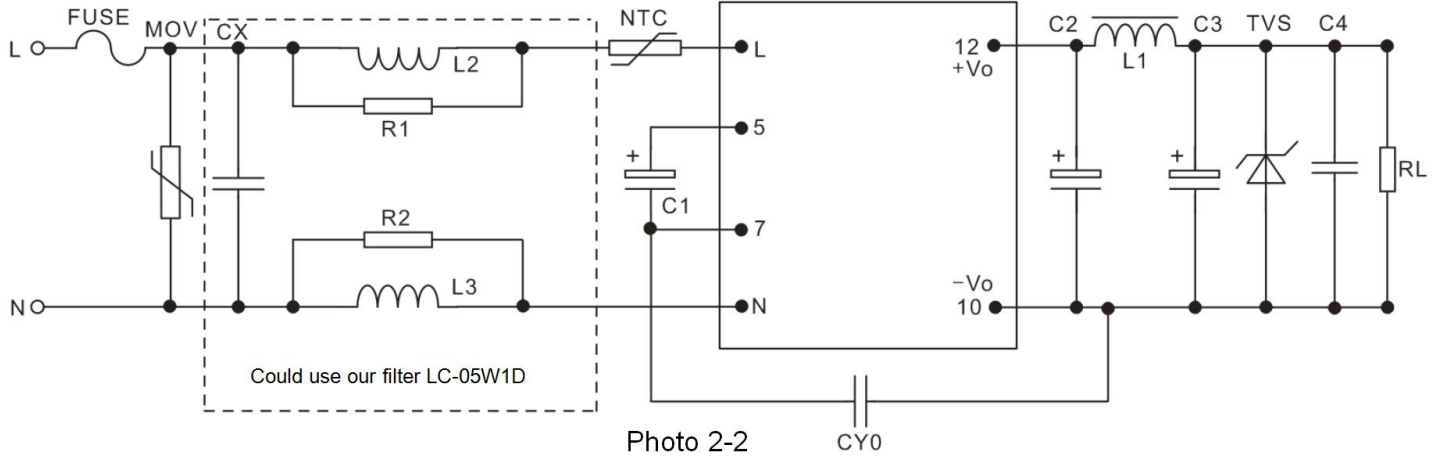 FUSE
MOV
CX
NTC
C2
C3
TVS
C4
L
L2
L
12
+Vo
L1
R1
5
+
+
+
RL
C1
R2
7
L3
−Vo
N
N
10
Could use our filter LC-05W1D
Photo 2-2
CY0